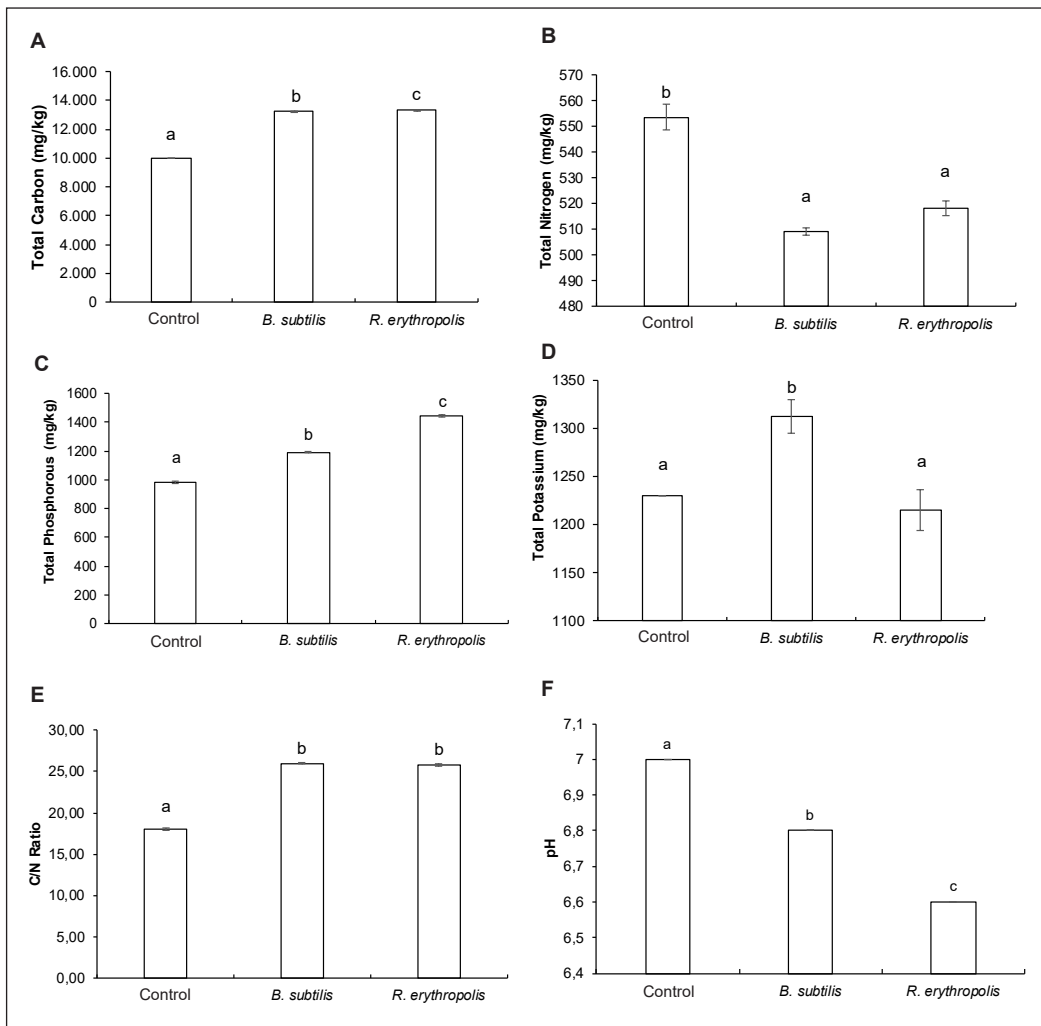 A
Total Carbon (mg/kg)
16.000
14.000
12.000
10.000
8.000
6.000
4.000
2.000
0
a
b
c
Control
B. subtilis
R. erythropolis
B
Total Nitrogen (mg/kg)
570
560
550
540
530
520
510
500
490
480
b
a
a
Control
B. subtilis
R. erythropolis
C
Total Phosphorous (mg/kg)
1600
1400
1200
1000
800
600
400
200
0
a
b
c
Control
B. subtilis
R. erythropolis
D
Total Potassium (mg/kg)
1350
1300
1250
1200
1150
1100
a
b
a
Control
B. subtilis
R. erythropolis
E
C/N Ratio
30,00
25,00
20,00
15,00
10,00
5,00
0,00
a
b
b
Control
B. subtilis
R. erythropolis
F
pH
7,1
7
6,9
6,8
6,7
6,6
6,5
6,4
a
b
c
Control
B. subtilis
R. erythropolis